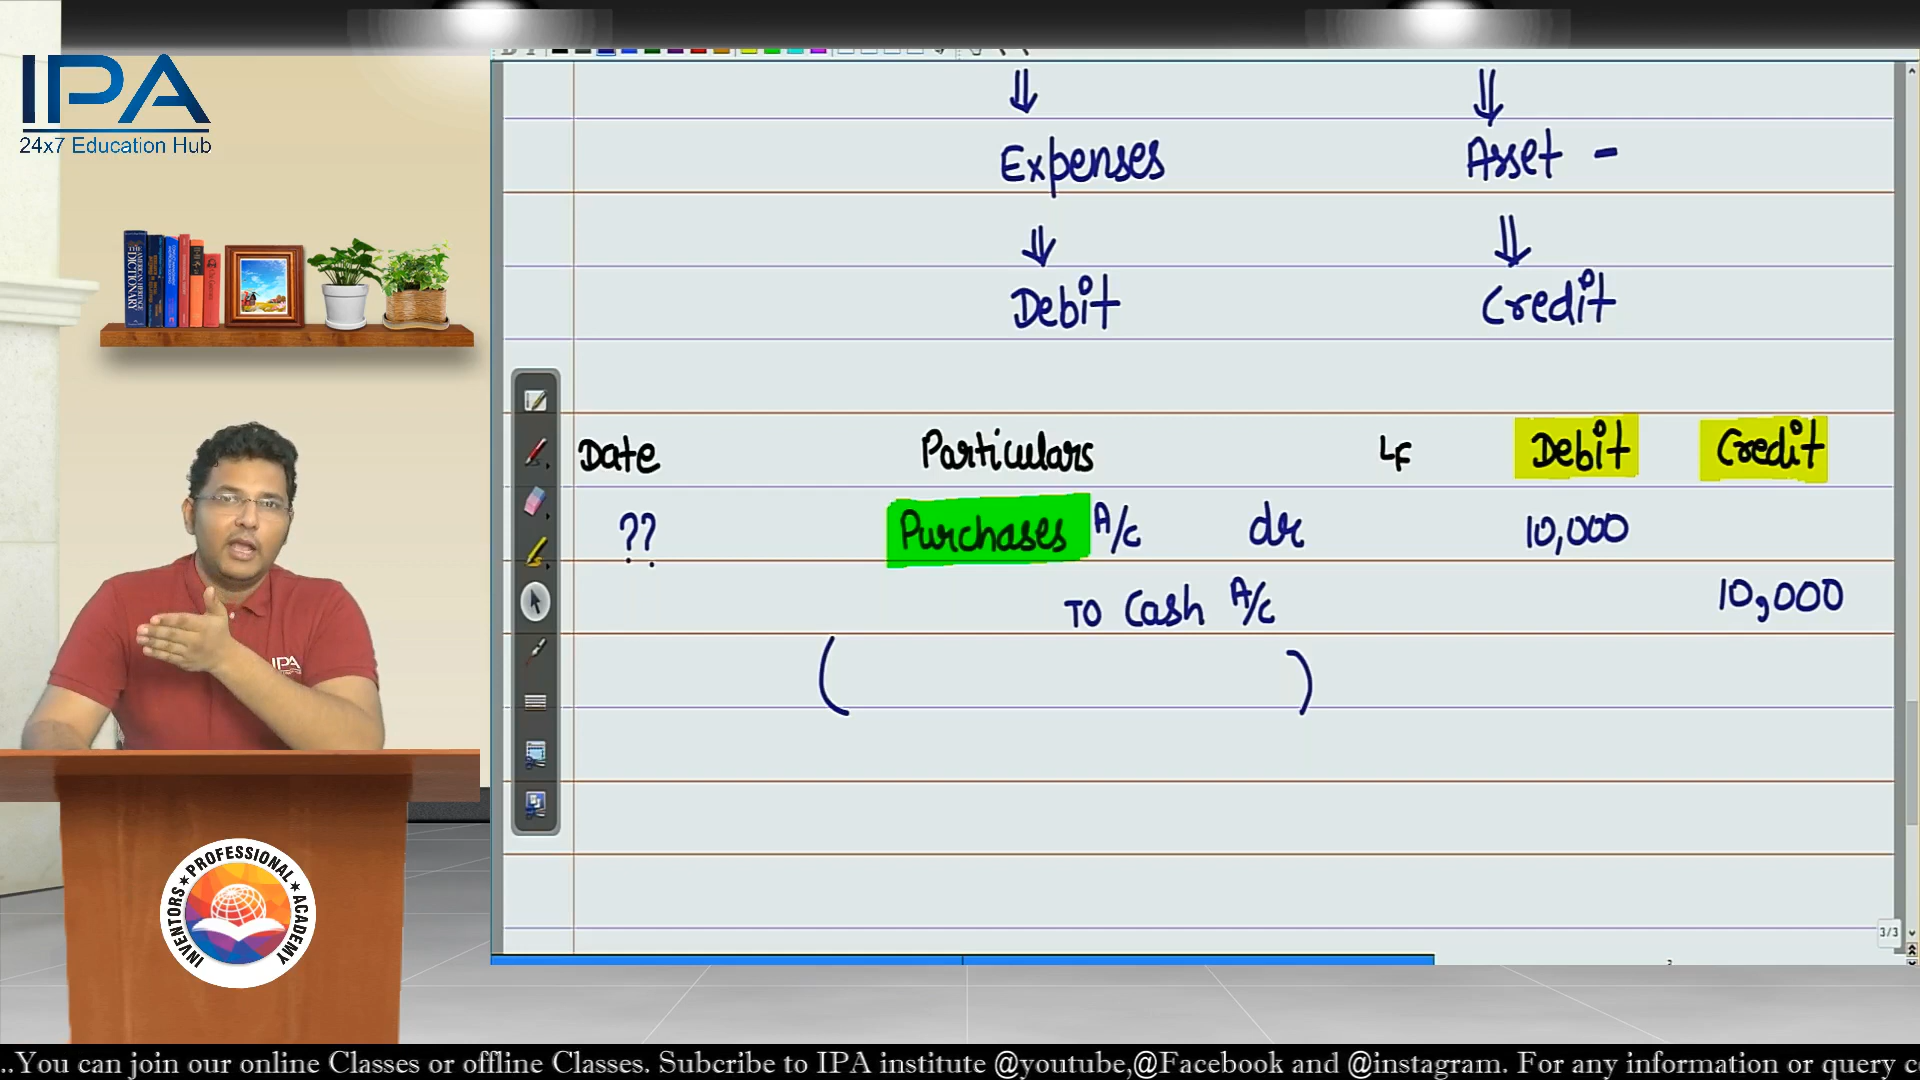 IPA
24x7 Education Hub
Expenses
Asset -
Debit
Credit
Date Particulars LF Debit Credit
?? Purchases A/c dr 10,000
To Cash A/c 10,000
( )
IPA
INVENTORS ★ PROFESSIONAL ★ ACADEMY
3/3
..You can join our online Classes or offline Classes. Subcribe to IPA institute @youtube,@Facebook and @instagram. For any information or query c